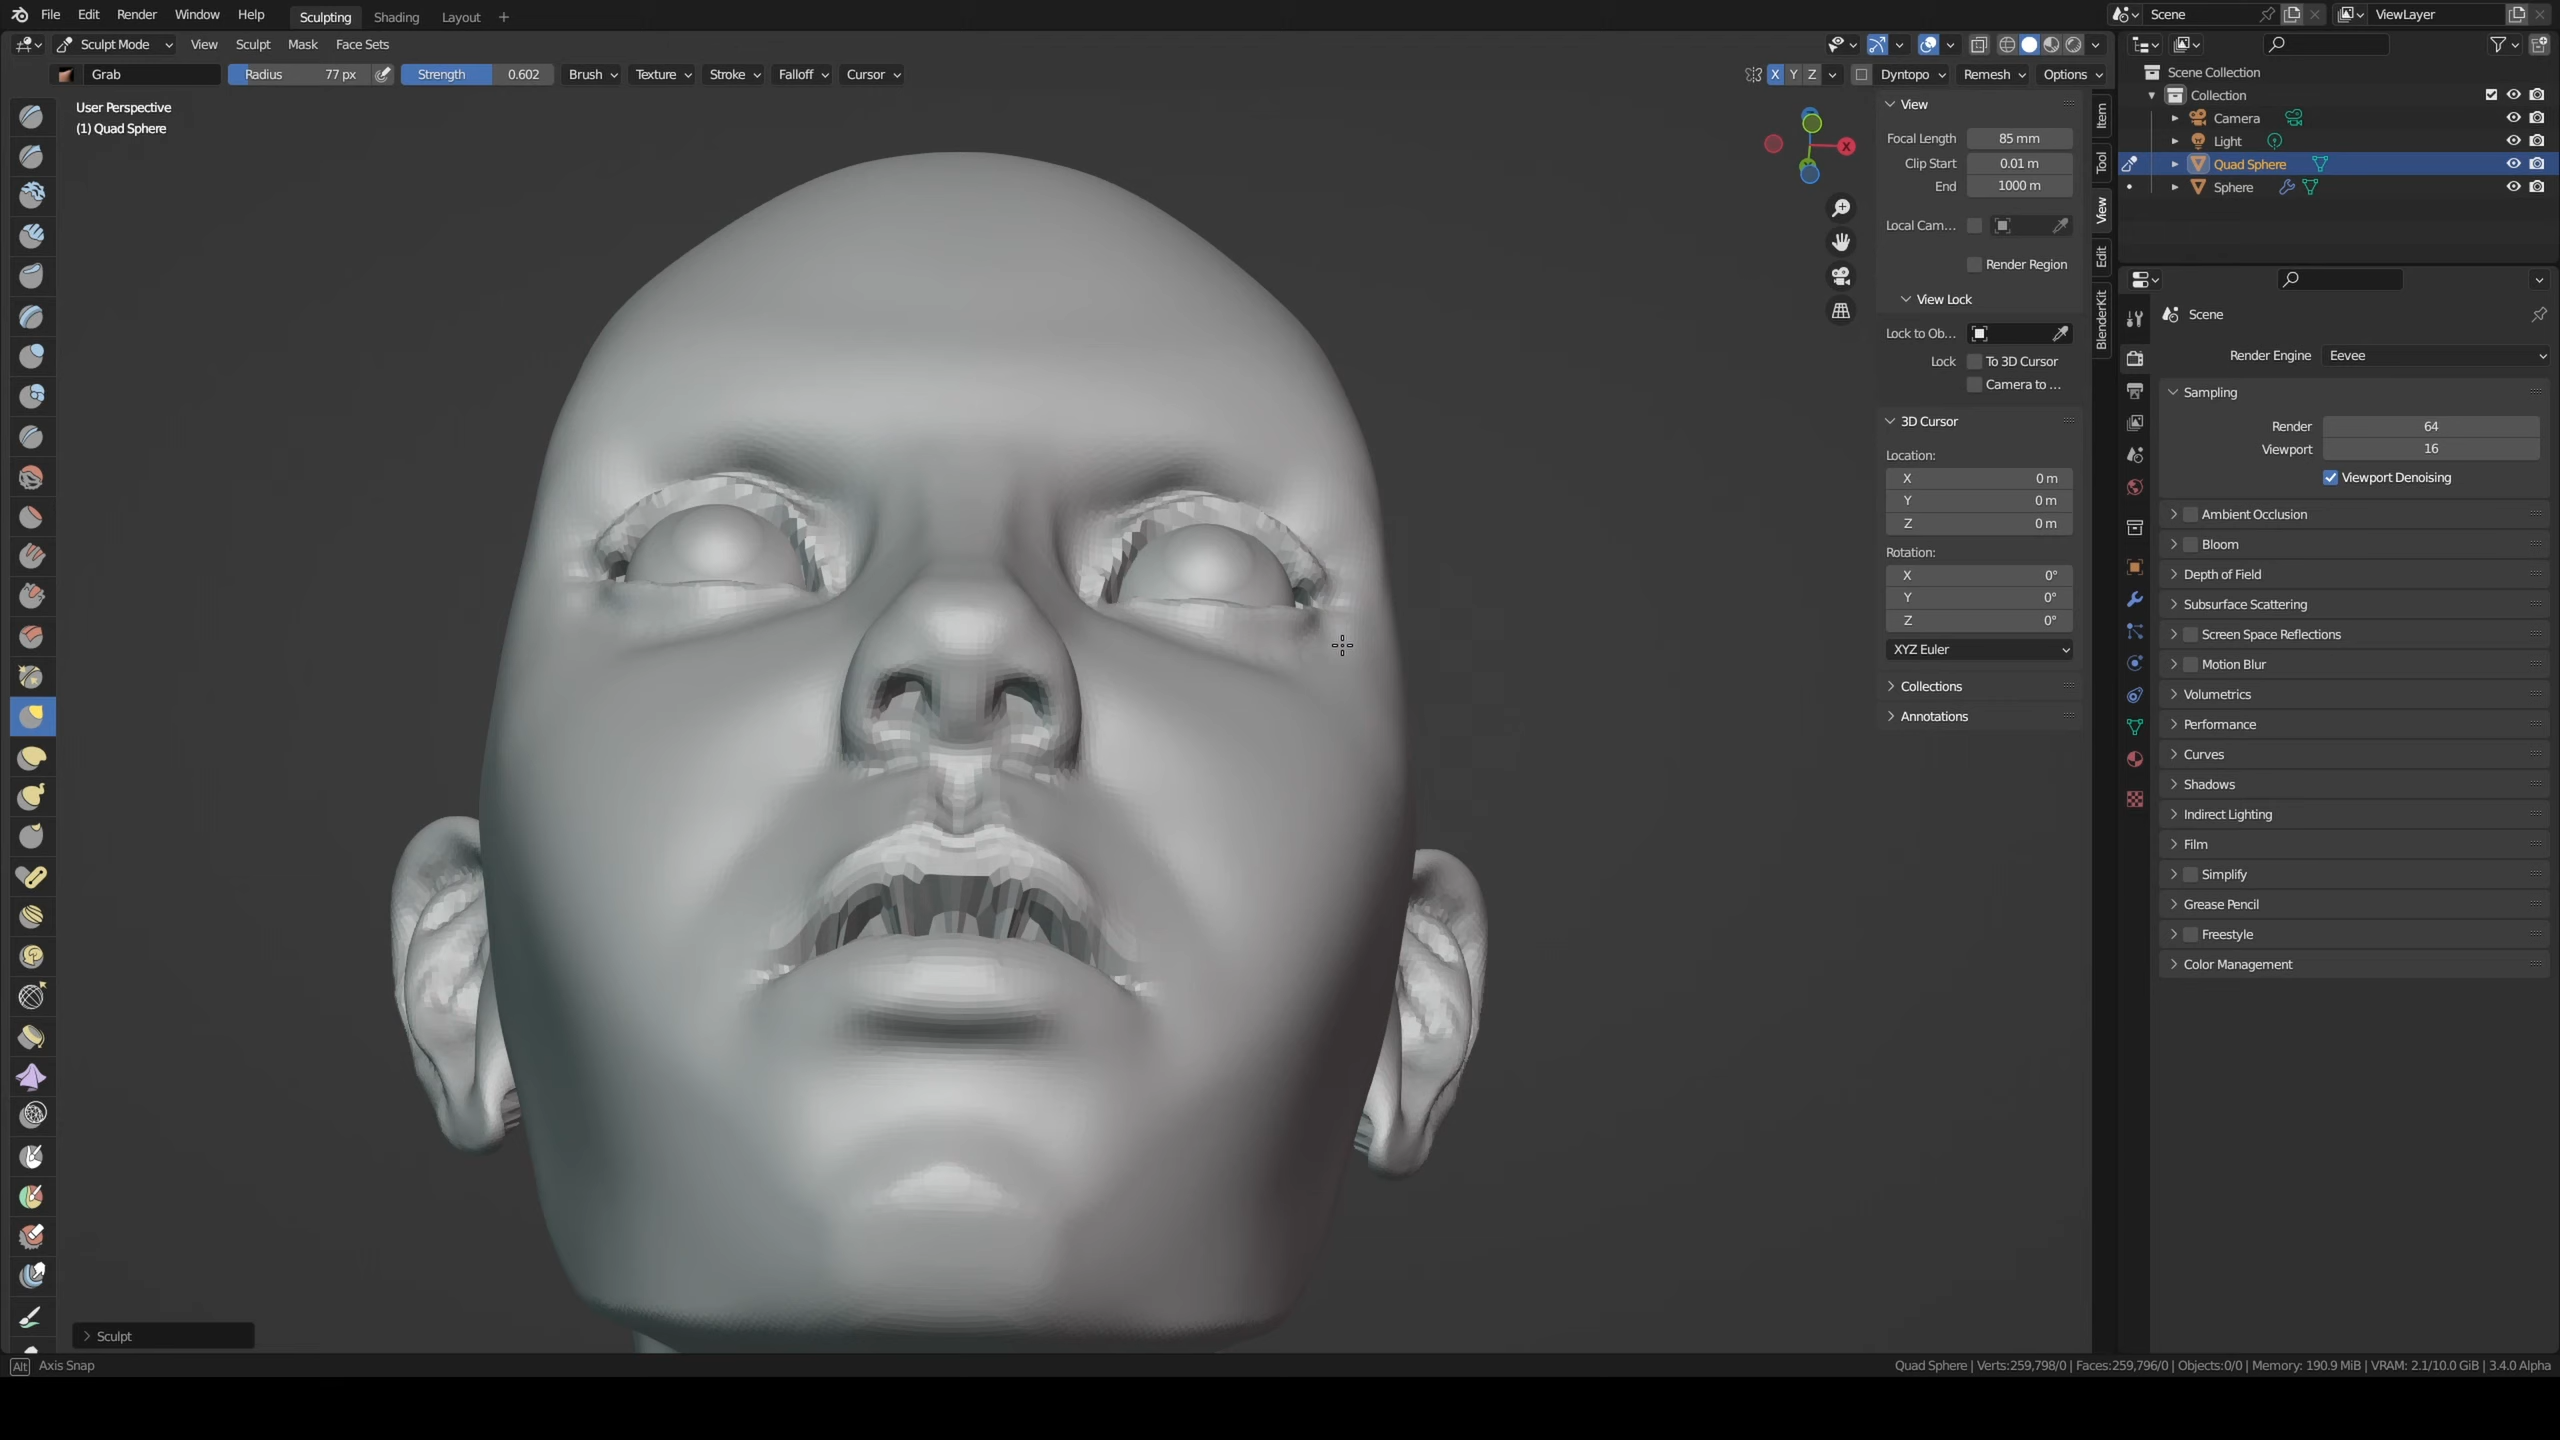 File Edit Render Window Help Sculpting Shading Layout + Scene ViewLayer
Sculpt Mode View Sculpt Mask Face Sets
Grab Radius 77 px Strength 0.602 Brush Texture Stroke Falloff Cursor X Y Z Dyntopo Remesh Options
User Perspective
(1) Quad Sphere
X
View
Focal Length 85 mm
Clip Start 0.01 m
End 1000 m
Local Cam...
Render Region
View Lock
Lock to Ob...
Lock To 3D Cursor
Camera to ...
3D Cursor
Location:
X 0 m
Y 0 m
Z 0 m
Rotation:
X 0°
Y 0°
Z 0°
XYZ Euler
Collections
Annotations
Item
Tool
View
Edit
BlenderKit
Scene Collection
Collection
Camera
Light
Quad Sphere
Sphere
Scene
Render Engine Eevee
Sampling
Render 64
Viewport 16
Viewport Denoising
Ambient Occlusion
Bloom
Depth of Field
Subsurface Scattering
Screen Space Reflections
Motion Blur
Volumetrics
Performance
Curves
Shadows
Indirect Lighting
Film
Simplify
Grease Pencil
Freestyle
Color Management
Sculpt
Alt Axis Snap
Quad Sphere | Verts:259,798/0 | Faces:259,796/0 | Objects:0/0 | Memory: 190.9 MiB | VRAM: 2.1/10.0 GiB | 3.4.0 Alpha